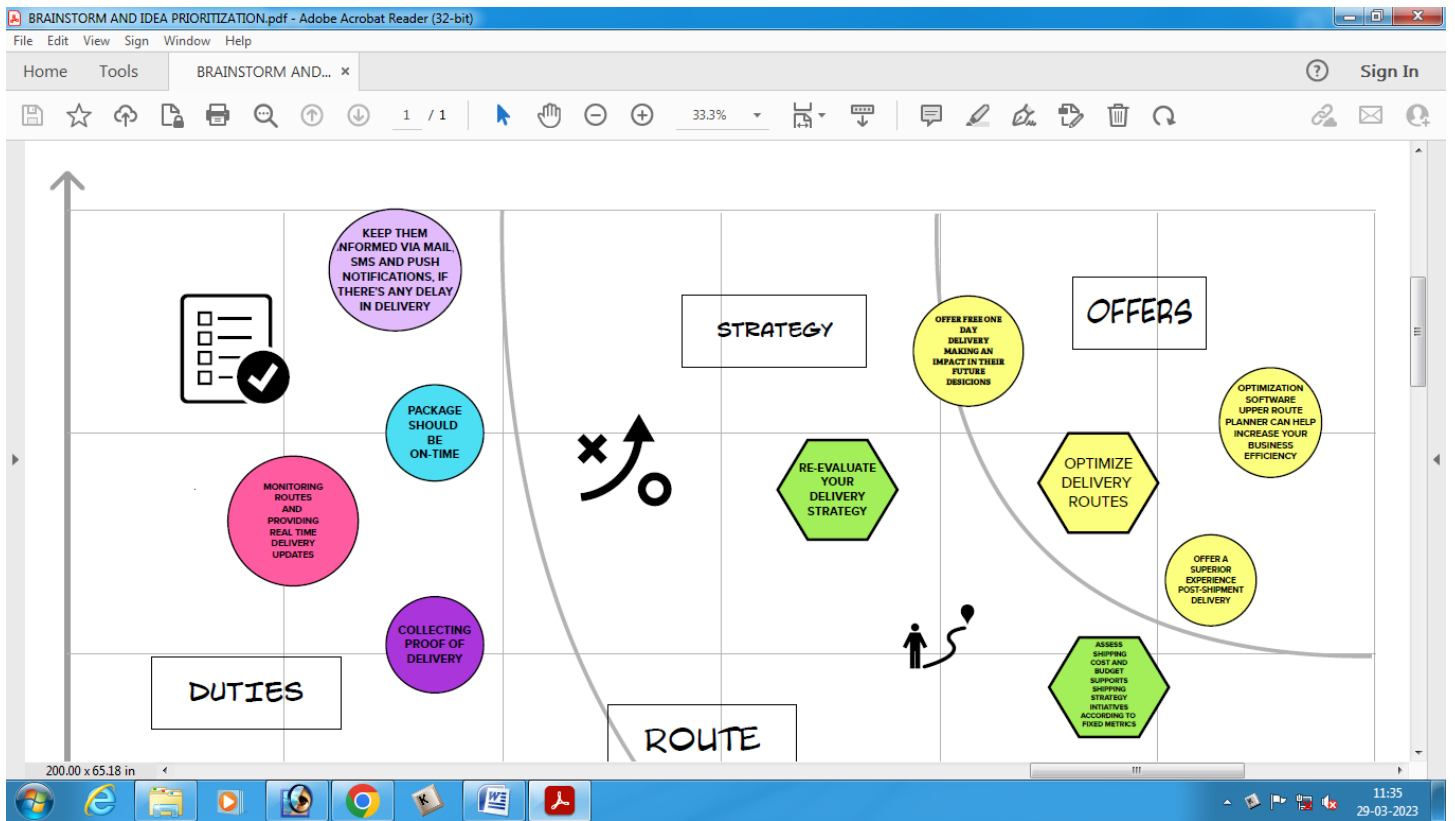 BRAINSTORM AND IDEA PRIORITIZATION.pdf - Adobe Acrobat Reader (32-bit)
File Edit View Sign Window Help
Home Tools BRAINSTORM AND... ×
Sign In
1 / 1
33.3%
KEEP THEM
NFORMED VIA MAIL,
SMS AND PUSH
NOTIFICATIONS, IF
THERE'S ANY DELAY
IN DELIVERY
STRATEGY
OFFERS
OFFER FREE ONE
DAY
DELIVERY
MAKING AN
IMPACT IN THEIR
FUTURE
DESICIONS
PACKAGE
SHOULD
BE
ON-TIME
OPTIMIZATION
SOFTWARE
UPPER ROUTE
PLANNER CAN HELP
INCREASE YOUR
BUSINESS
EFFICIENCY
MONITORING
ROUTES
AND
PROVIDING
REAL TIME
DELIVERY
UPDATES
RE-EVALUATE
YOUR
DELIVERY
STRATEGY
OPTIMIZE
DELIVERY
ROUTES
OFFER A
SUPERIOR
EXPERIENCE
POST-SHIPMENT
DELIVERY
COLLECTING
PROOF OF
DELIVERY
ASSESS
SHIPPING
COST AND
BUDGET
SUPPORTS
SHIPPING
STRATEGY
INTIATIVES
ACCORDING TO
FIXED METRICS
DUTIES
ROUTE
200.00 x 65.18 in
11:35
29-03-2023